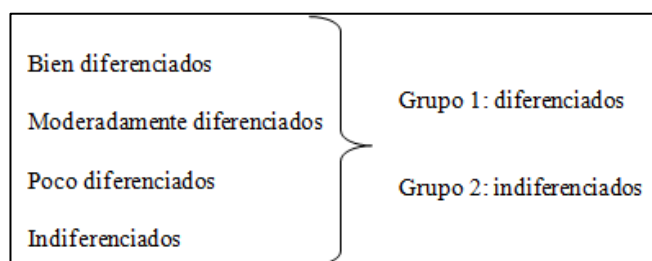 Bien diferenciados
Moderadamente diferenciados
Poco diferenciados
Indiferenciados
Grupo 1: diferenciados
Grupo 2: indiferenciados